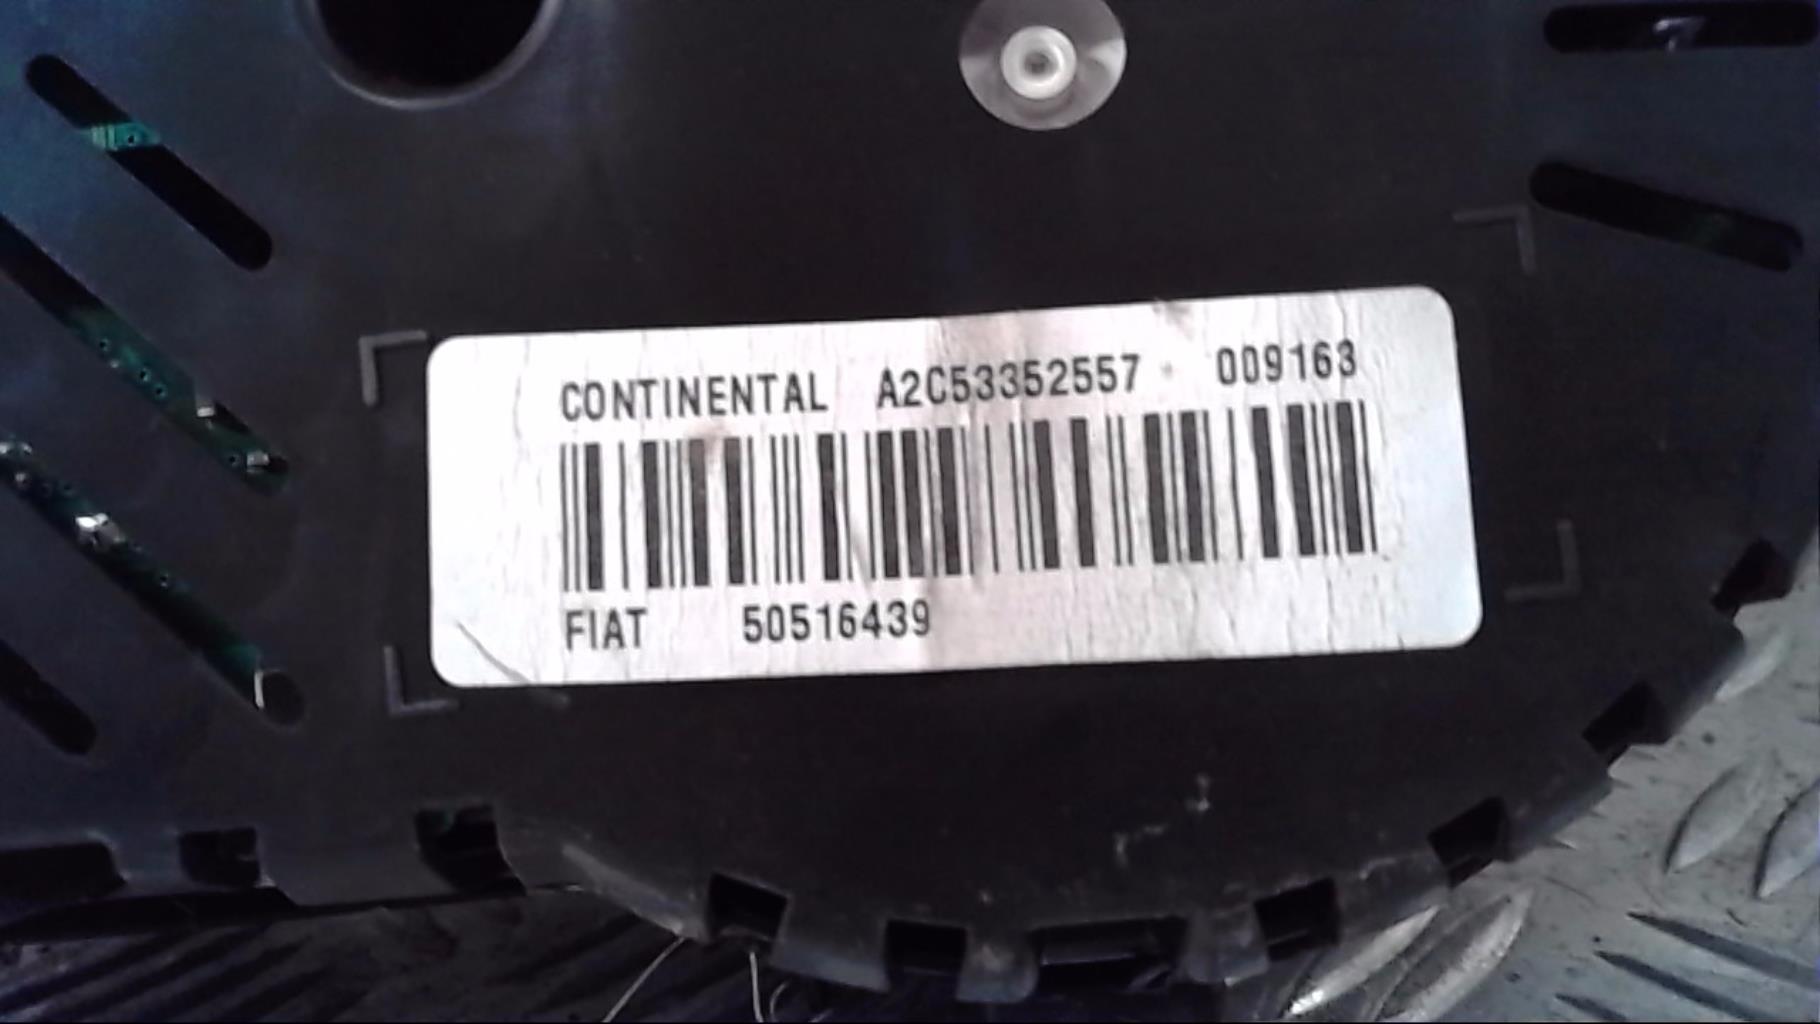 CONTINENTAL A2C53352557 009163
FIAT 50516439